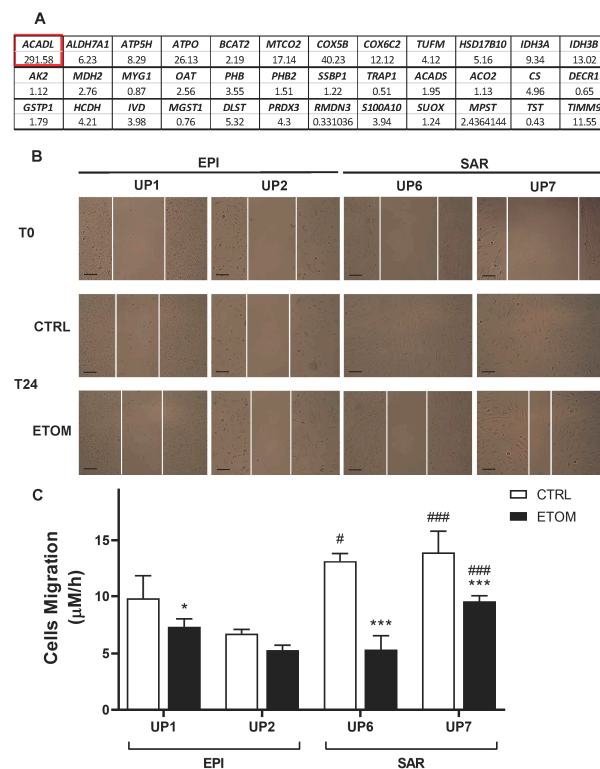 A
ACADL ALDH7A1 ATP5H ATPO BCAT2 MTCO2 COX5B COX6C2 TUFM HSD17B10 IDH3A IDH3B
291.58 6.23 8.29 26.13 2.19 17.14 40.23 12.12 4.12 5.16 9.34 13.02
AK2 MDH2 MYG1 OAT PHB PHB2 SSBP1 TRAP1 ACADS ACO2 CS DECR1
1.12 2.76 0.87 2.56 3.55 1.51 1.22 0.51 1.95 1.13 4.96 0.65
GSTP1 HCDH IVD MGST1 DLST PRDX3 RMDN3 S100A10 SUOX MPST TST TIMM9
1.79 4.21 3.98 0.76 5.32 4.3 0.331036 3.94 1.24 2.4364144 0.43 11.55
B
EPI SAR
UP1 UP2 UP6 UP7
T0
CTRL
T24
ETOM
C
CTRL
ETOM
Cells Migration
(µM/h)
15
10
5
0
*
#
***
###
###
***
UP1 UP2 UP6 UP7
EPI SAR